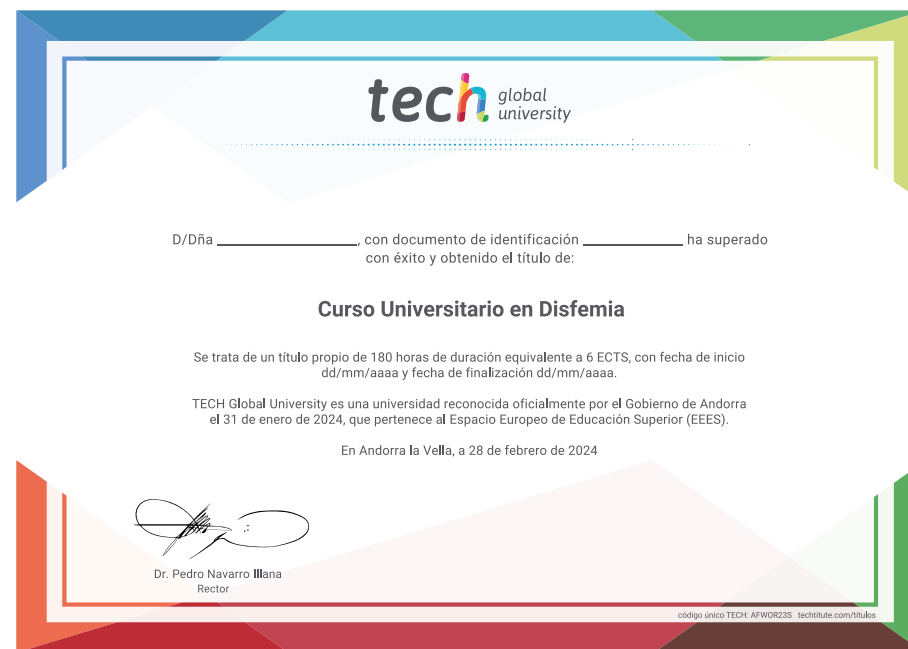 tech global university
D/Dña ________________, con documento de identificación ____________ ha superado
con éxito y obtenido el título de:
Curso Universitario en Disfemia
Se trata de un título propio de 180 horas de duración equivalente a 6 ECTS, con fecha de inicio
dd/mm/aaaa y fecha de finalización dd/mm/aaaa.
TECH Global University es una universidad reconocida oficialmente por el Gobierno de Andorra
el 31 de enero de 2024, que pertenece al Espacio Europeo de Educación Superior (EEES).
En Andorra la Vella, a 28 de febrero de 2024
Dr. Pedro Navarro Illana
Rector
código único TECH: AFWOR23S techtitute.com/titulos